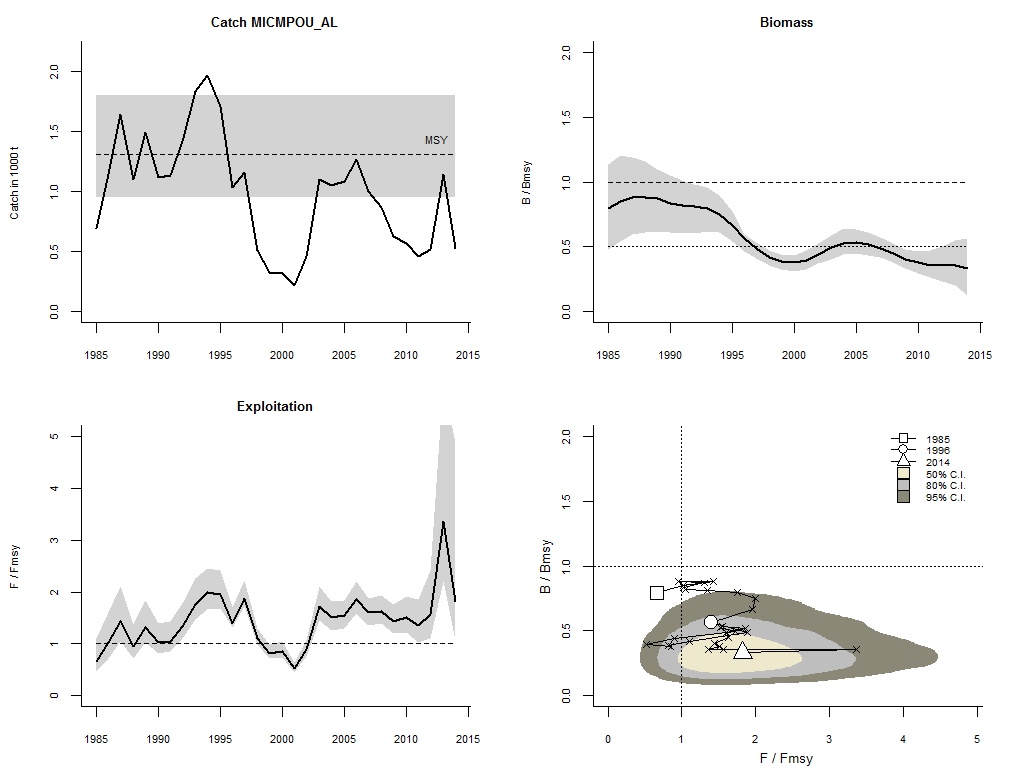 Catch MICMPOU_AL
Catch in 1000 t
2.0
1.5
1.0
0.5
0.0
MSY
1985 1990 1995 2000 2005 2010 2015
Biomass
B / Bmsy
2.0
1.5
1.0
0.5
0.0
1985 1990 1995 2000 2005 2010 2015
Exploitation
F / Fmsy
5
4
3
2
1
0
1985 1990 1995 2000 2005 2010 2015
B / Bmsy
2.0
1.5
1.0
0.5
0.0
1985
1996
2014
50% C.I.
80% C.I.
95% C.I.
0 1 2 3 4 5
F / Fmsy